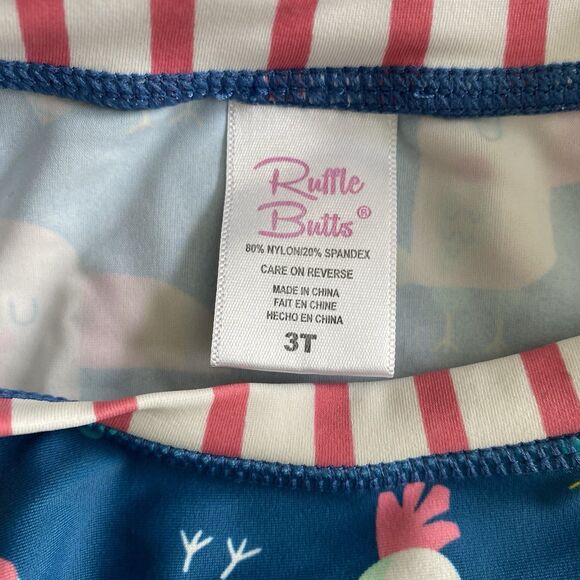 Ruffle
Butts®
80% NYLON/20% SPANDEX
CARE ON REVERSE
MADE IN CHINA
FAIT EN CHINE
HECHO EN CHINA
3T